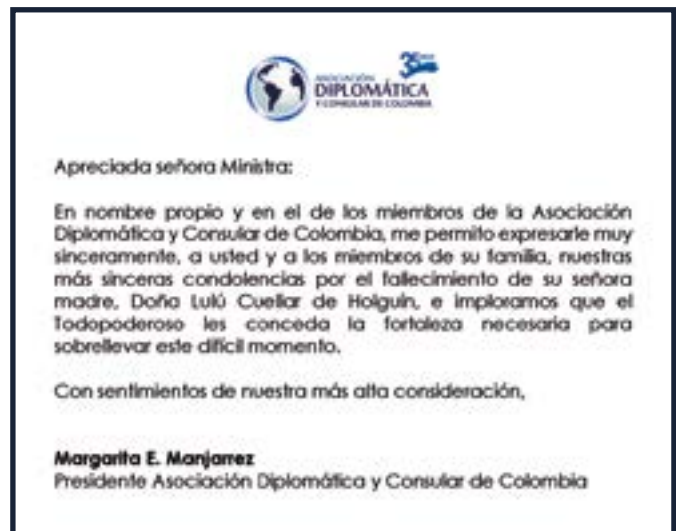 35 AÑOS
ASOCIACIÓN
DIPLOMÁTICA
Y CONSULAR DE COLOMBIA
Apreciada señora Ministra:
En nombre propio y en el de los miembros de la Asociación
Diplomática y Consular de Colombia, me permito expresarle muy
sinceramente, a usted y a los miembros de su familia, nuestras
más sinceras condolencias por el fallecimiento de su señora
madre, Doña Lulú Cuellar de Holguín, e imploramos que el
Todopoderoso les conceda la fortaleza necesaria para
sobrellevar este difícil momento.
Con sentimientos de nuestra más alta consideración,
Margarita E. Manjarrez
Presidente Asociación Diplomática y Consular de Colombia